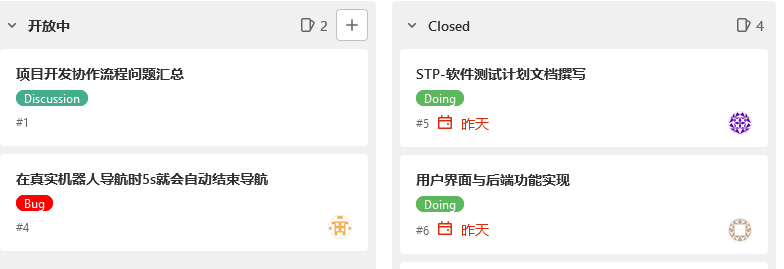 开放中 2
项目开发协作流程问题汇总
Discussion
#1
在真实机器人导航时5s就会自动结束导航
Bug
#4
Closed 4
STP-软件测试计划文档撰写
Doing
#5 昨天
用户界面与后端功能实现
Doing
#6 昨天